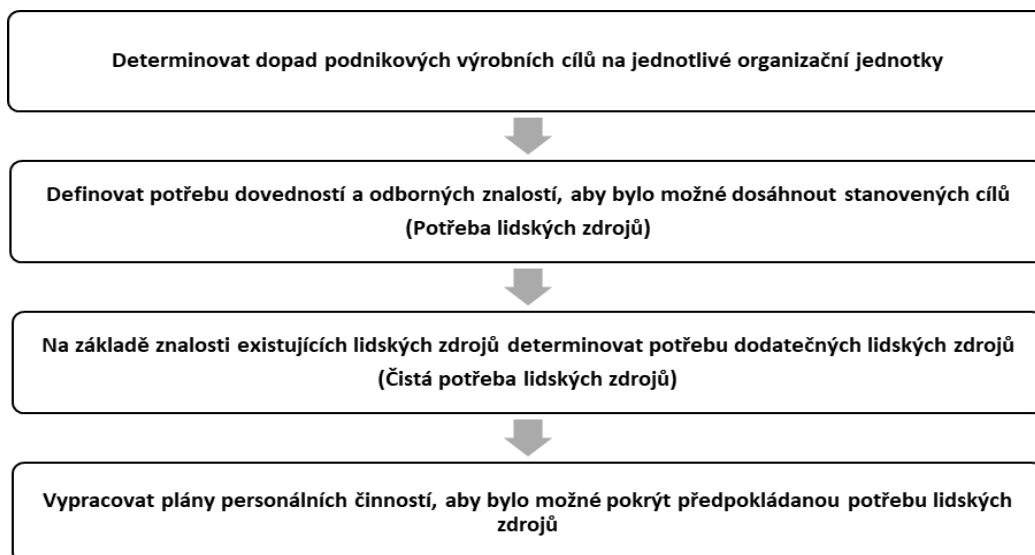 Determinovat dopad podnikových výrobních cílů na jednotlivé organizační jednotky
Definovat potřebu dovedností a odborných znalostí, aby bylo možné dosáhnout stanovených cílů
(Potřeba lidských zdrojů)
Na základě znalosti existujících lidských zdrojů determinovat potřebu dodatečných lidských zdrojů
(Čistá potřeba lidských zdrojů)
Vypracovat plány personálních činností, aby bylo možné pokrýt předpokládanou potřebu lidských
zdrojů